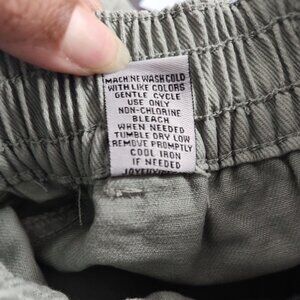 MACHINE WASH COLD
WITH LIKE COLORS
GENTLE CYCLE
USE ONLY
NON-CHLORINE
BLEACH
WHEN NEEDED
TUMBLE DRY LOW
REMOVE PROMPTLY
COOL IRON
IF NEEDED